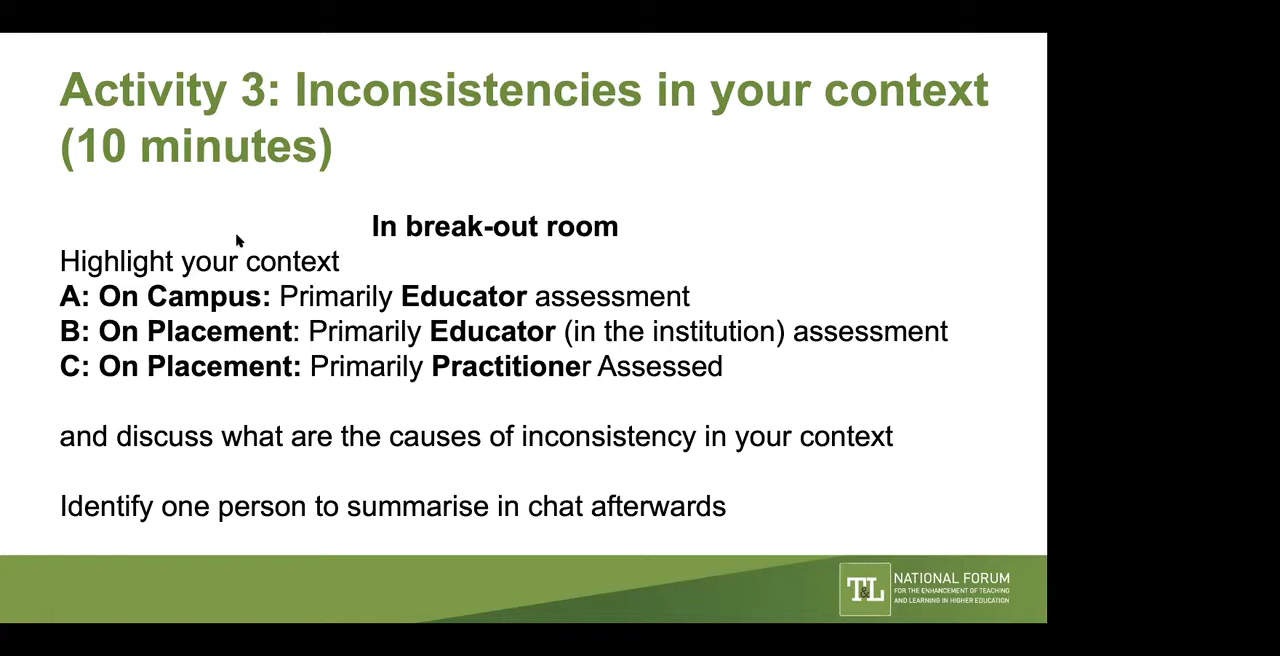 Activity 3: Inconsistencies in your context
(10 minutes)
In break-out room
Highlight your context
A: On Campus: Primarily Educator assessment
B: On Placement: Primarily Educator (in the institution) assessment
C: On Placement: Primarily Practitioner Assessed
and discuss what are the causes of inconsistency in your context
Identify one person to summarise in chat afterwards
T&L
NATIONAL FORUM
FOR THE ENHANCEMENT OF TEACHING
AND LEARNING IN HIGHER EDUCATION